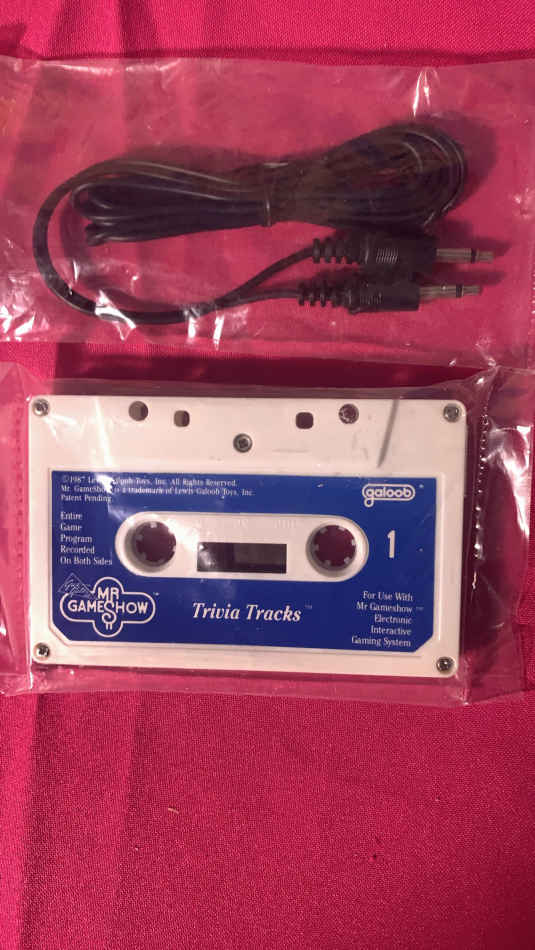 ©1987 Lewis Galoob Toys, Inc. All Rights Reserved.
Mr. GameShow is a trademark of Lewis Galoob Toys, Inc.
Patent Pending.
galoob
Entire
Game
Program
Recorded
On Both Sides
1
MR
GAMESHOW
Trivia Tracks™
For Use With
Mr Gameshow™
Electronic
Interactive
Gaming System